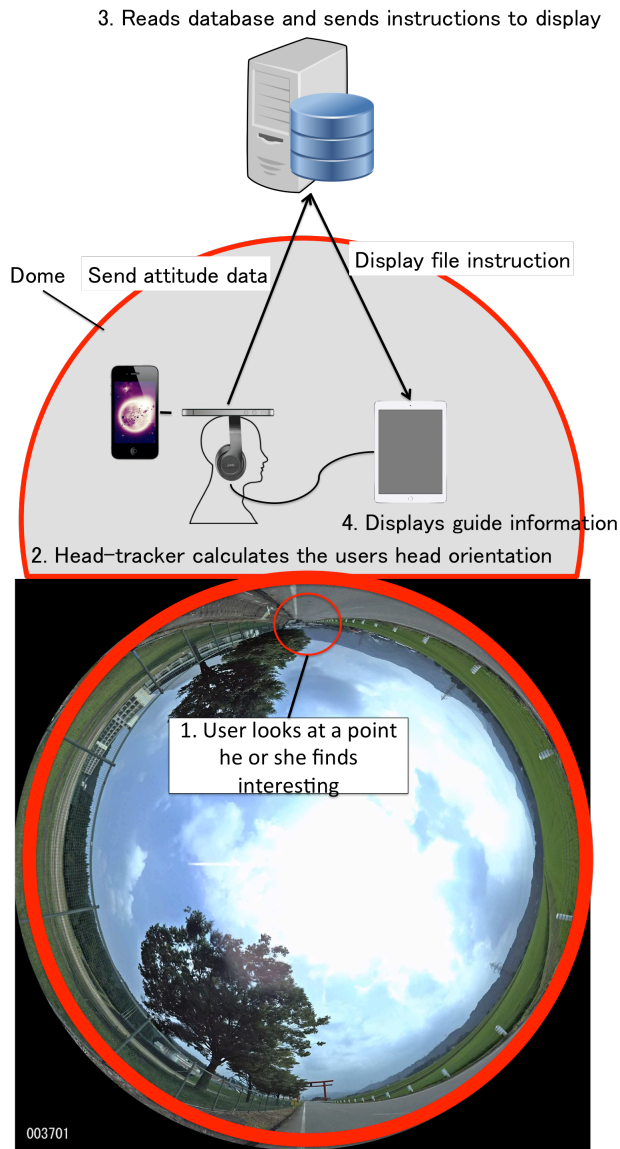 3. Reads database and sends instructions to display
Display file instruction
Dome
Send attitude data
4. Displays guide information
2. Head-tracker calculates the users head orientation
1. User looks at a point
he or she finds
interesting
003701